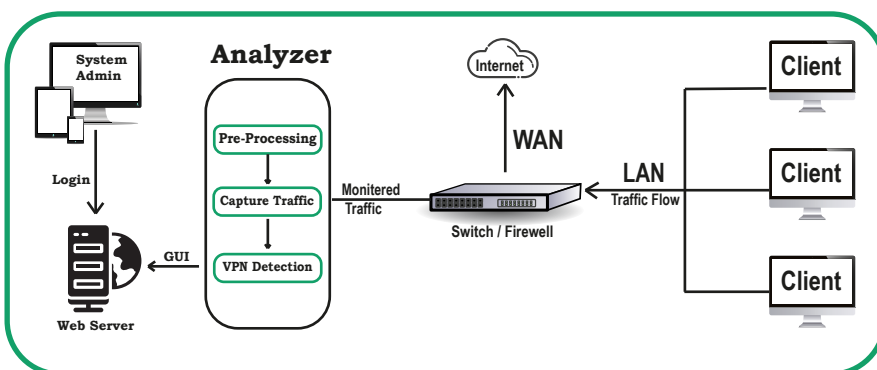 System
Admin
Login
Web Server
GUI
Analyzer
Pre-Processing
Capture Traffic
VPN Detection
Monitered
Traffic
Internet
WAN
Switch / Firewell
LAN
Traffic Flow
Client
Client
Client